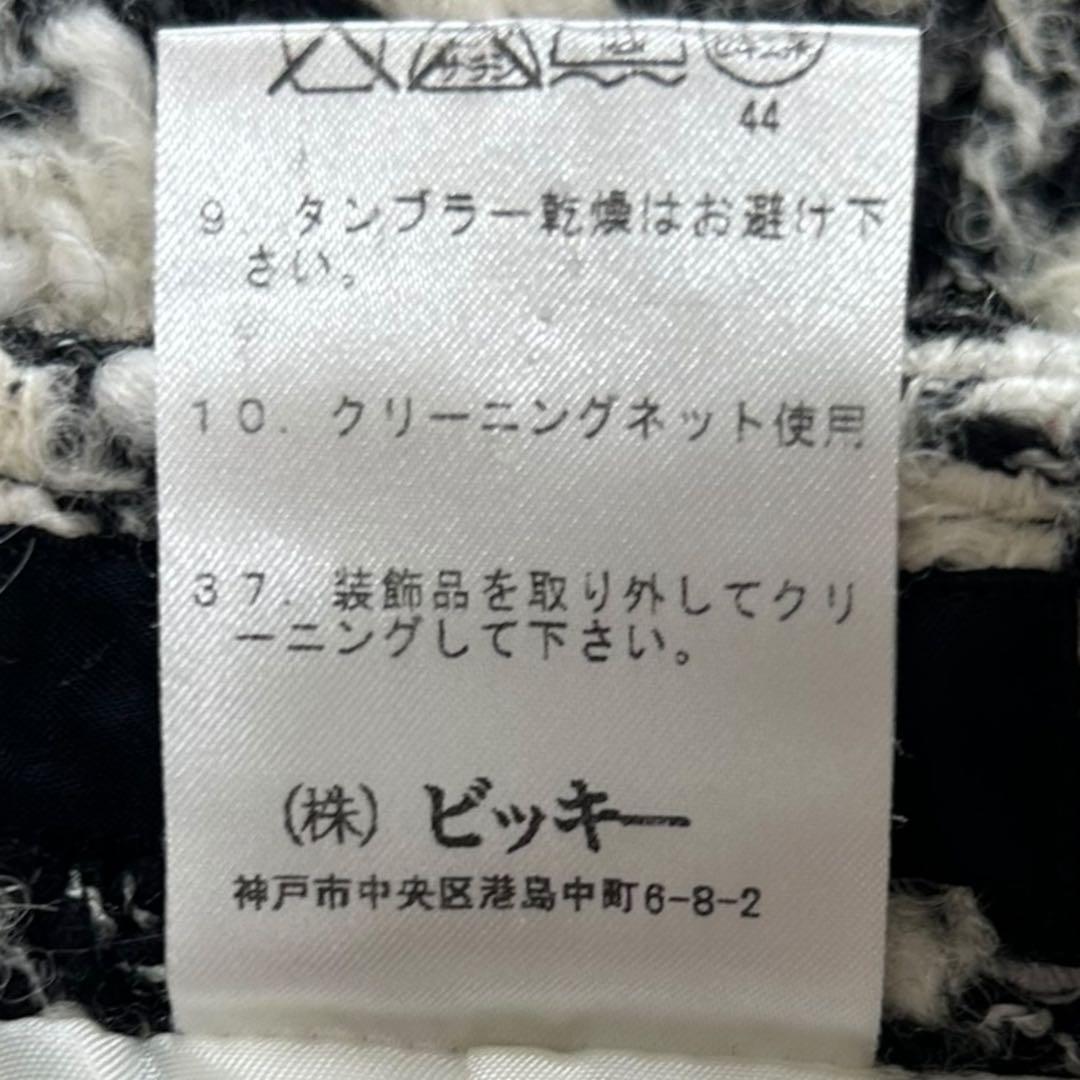 44
9. タンブラー乾燥はお避け下
さい。
10. クリーニングネット使用
37. 装飾品を取り外してクリ
ーニングして下さい。
(株) ビッキー
神戸市中央区港島中町6-8-2